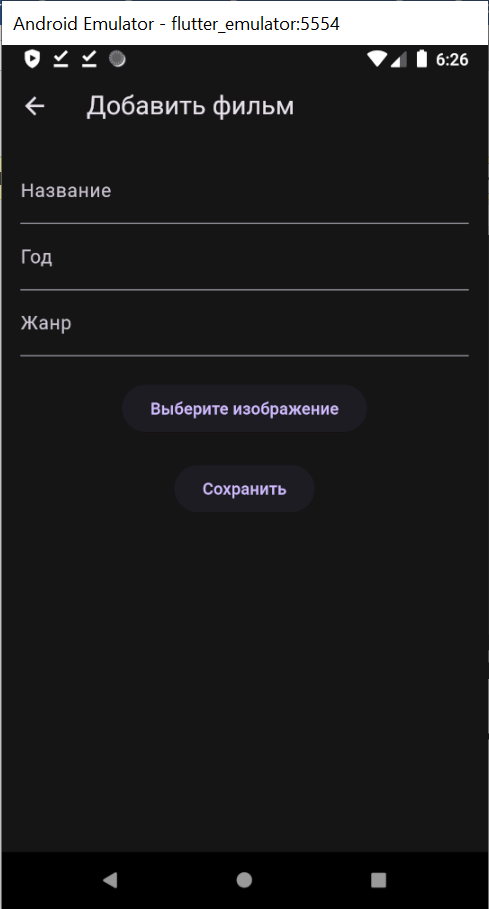 Android Emulator - flutter_emulator:5554
6:26
Добавить фильм
Название
Год
Жанр
Выберите изображение
Сохранить